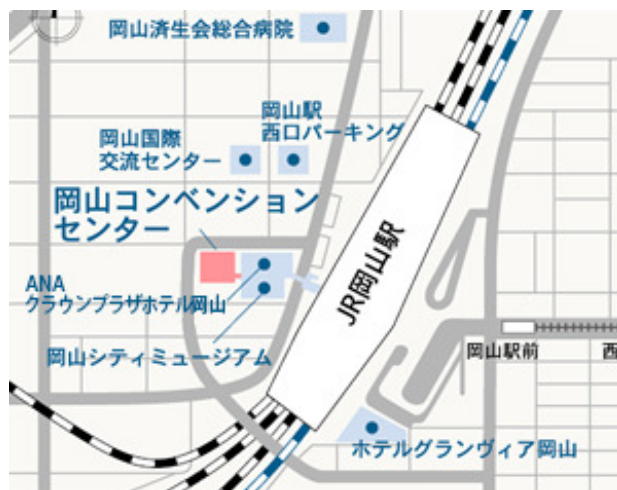 岡山済生会総合病院
岡山駅
西口パーキング
岡山国際
交流センター
岡山コンベンション
センター
JR岡山駅
ANA
クラウンプラザホテル岡山
岡山シティミュージアム
岡山駅前
西
ホテルグランヴィア岡山